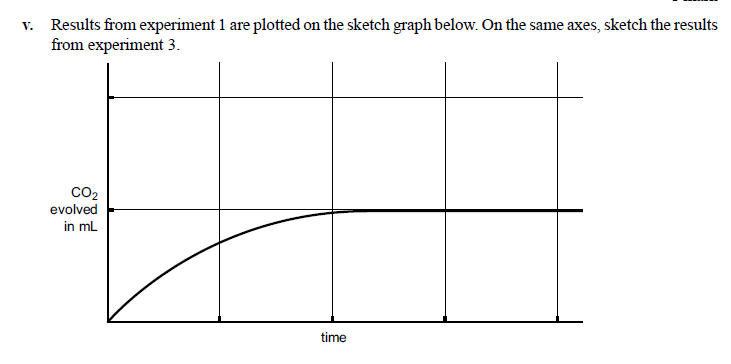 v. Results from experiment 1 are plotted on the sketch graph below. On the same axes, sketch the results
from experiment 3.
CO₂
evolved
in mL
time